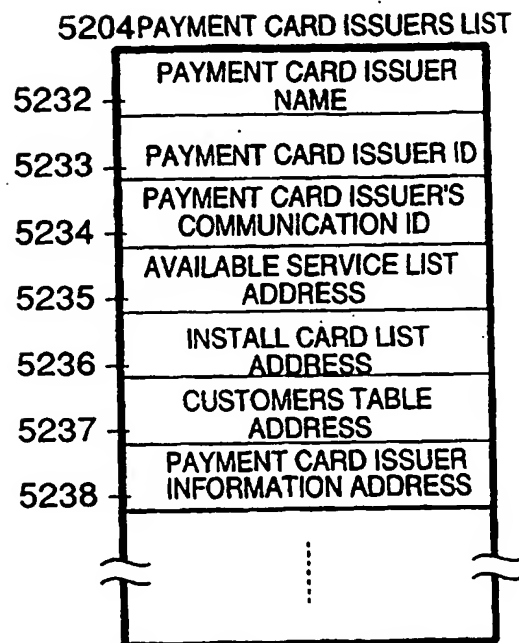 5204 PAYMENT CARD ISSUERS LIST
5232 PAYMENT CARD ISSUER
NAME
5233 PAYMENT CARD ISSUER ID
PAYMENT CARD ISSUER'S
5234 COMMUNICATION ID
AVAILABLE SERVICE LIST
5235 ADDRESS
INSTALL CARD LIST
5236 ADDRESS
CUSTOMERS TABLE
5237 ADDRESS
PAYMENT CARD ISSUER
5238 INFORMATION ADDRESS